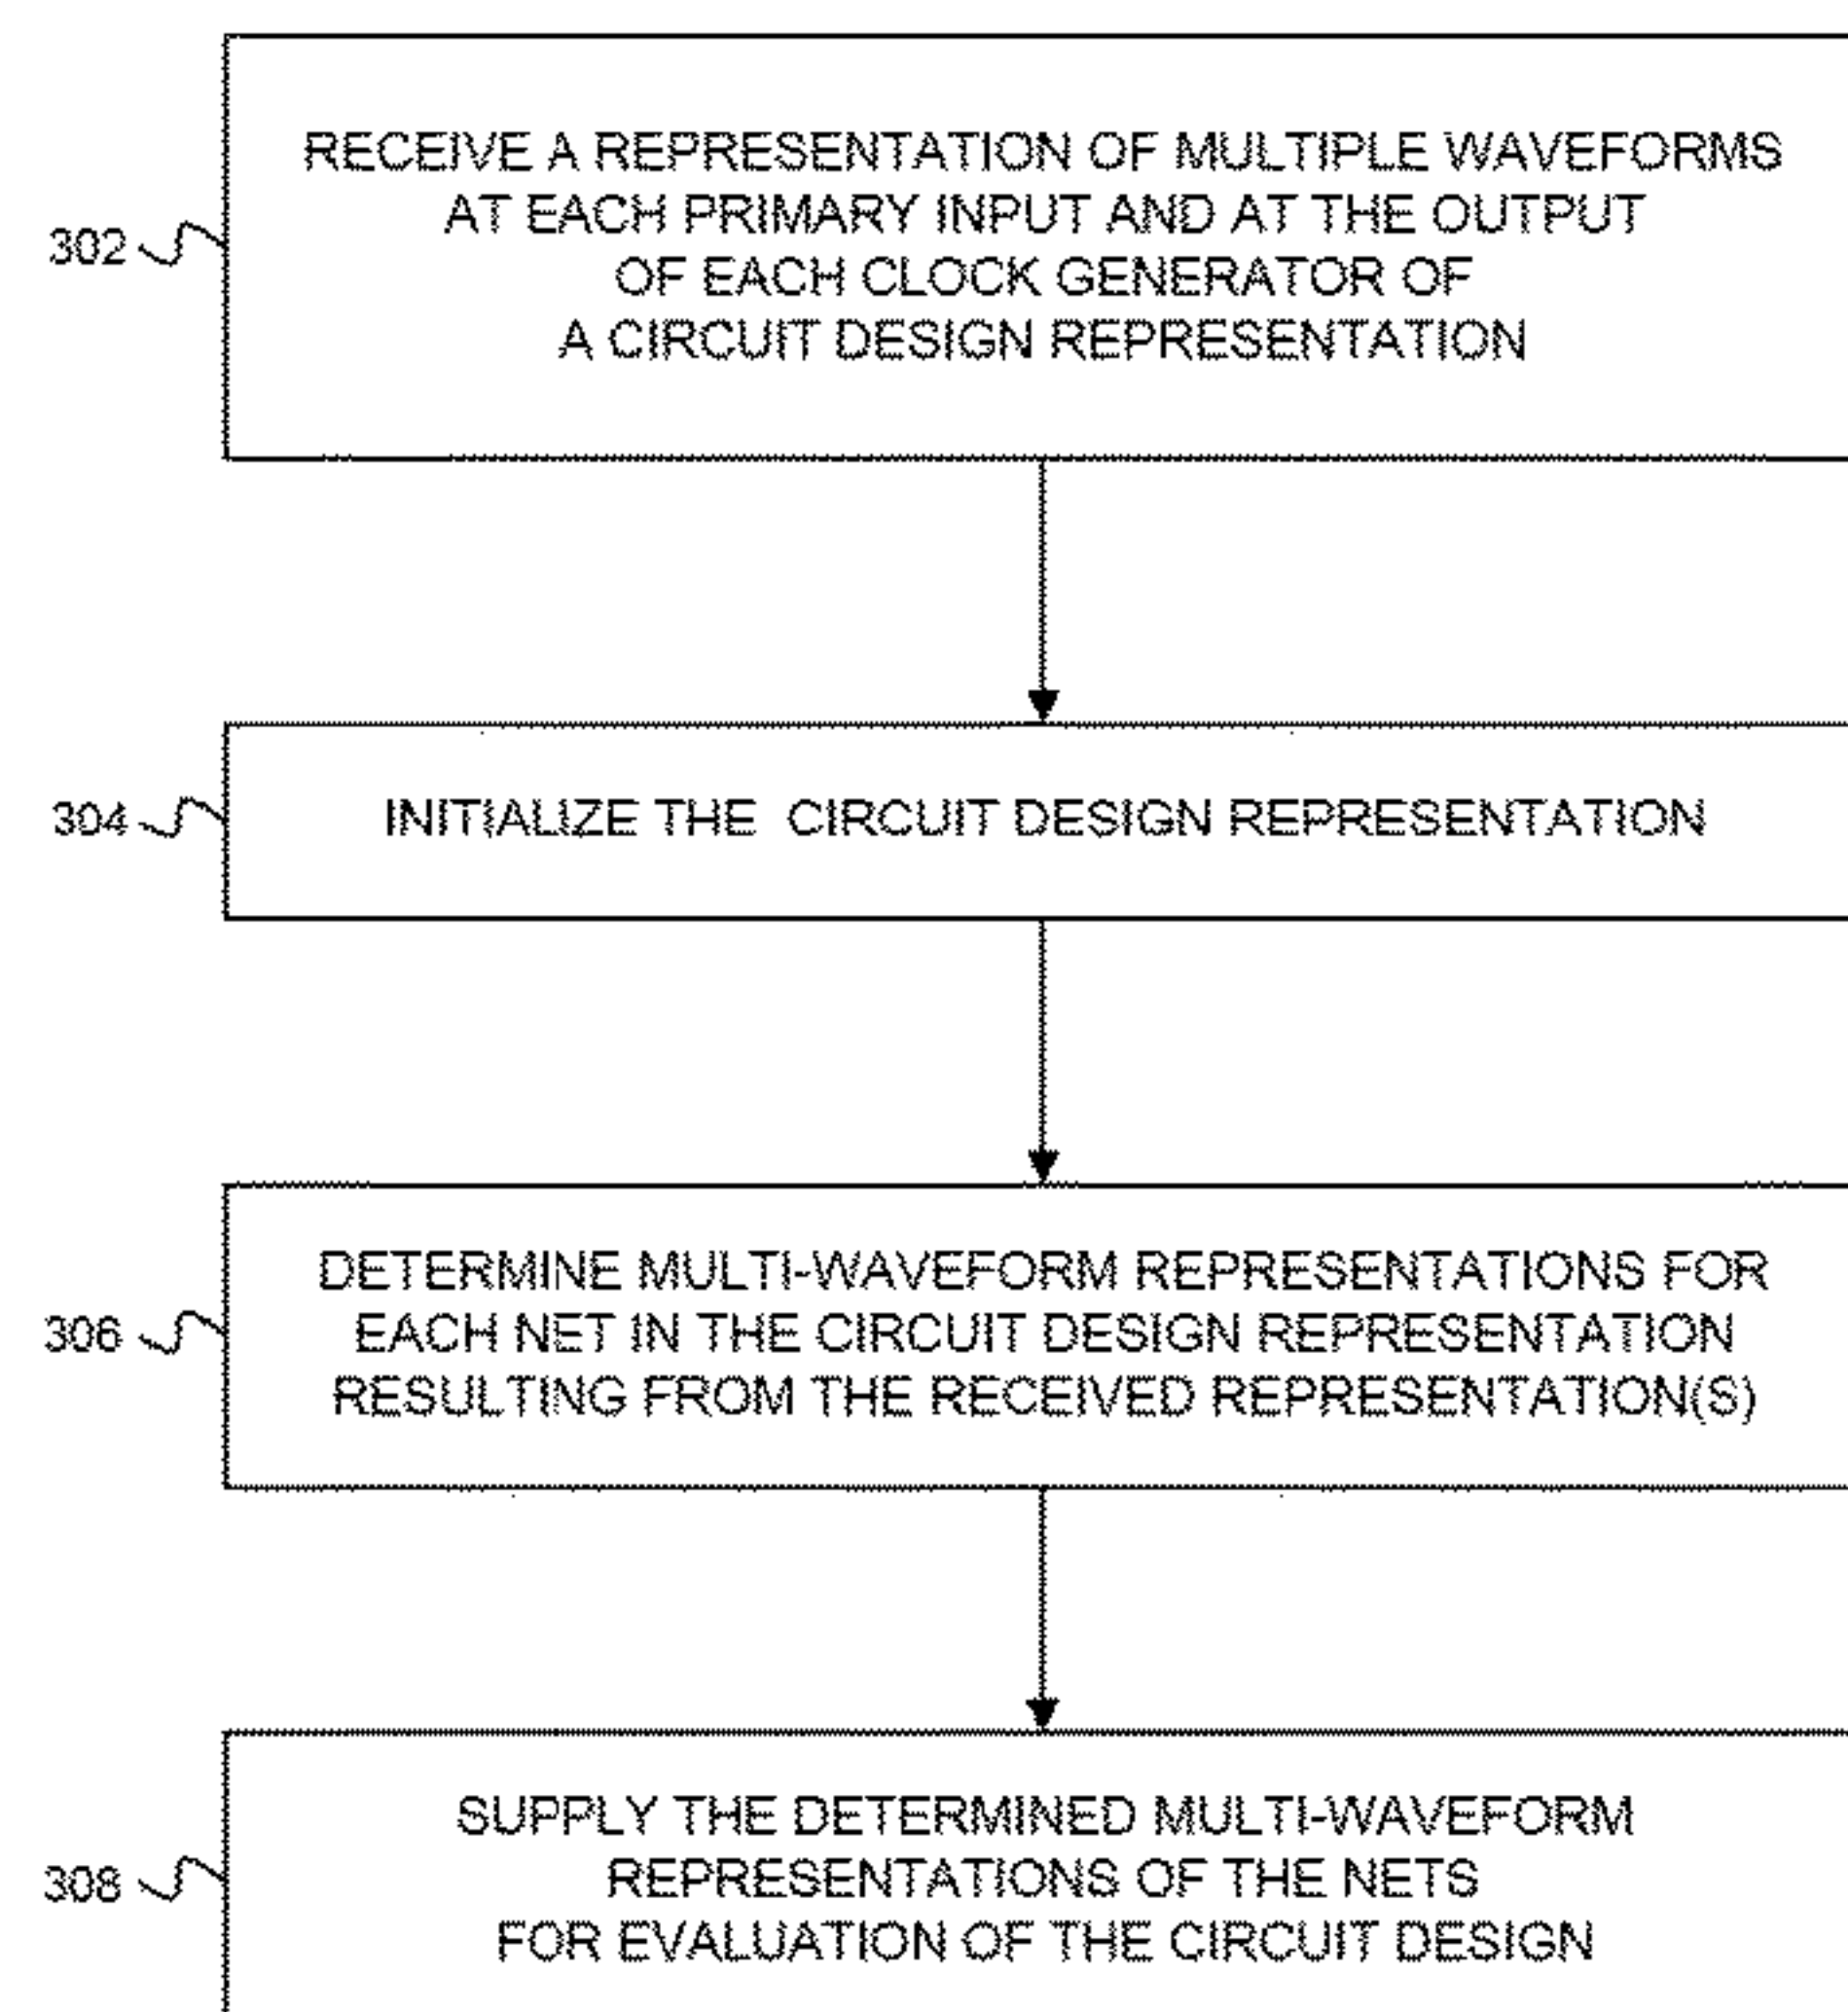 RECEIVE A REPRESENTATION OF MULTIPLE WAVEFORMS
AT EACH PRIMARY INPUT AND AT THE OUTPUT
OF EACH CLOCK GENERATOR OF
A CIRCUIT DESIGN REPRESENTATION
302
INITIALIZE THE CIRCUIT DESIGN REPRESENTATION
304
DETERMINE MULTI-WAVEFORM REPRESENTATIONS FOR
EACH NET IN THE CIRCUIT DESIGN REPRESENTATION
RESULTING FROM THE RECEIVED REPRESENTATION(S)
306
SUPPLY THE DETERMINED MULTI-WAVEFORM
REPRESENTATIONS OF THE NETS
FOR EVALUATION OF THE CIRCUIT DESIGN
308